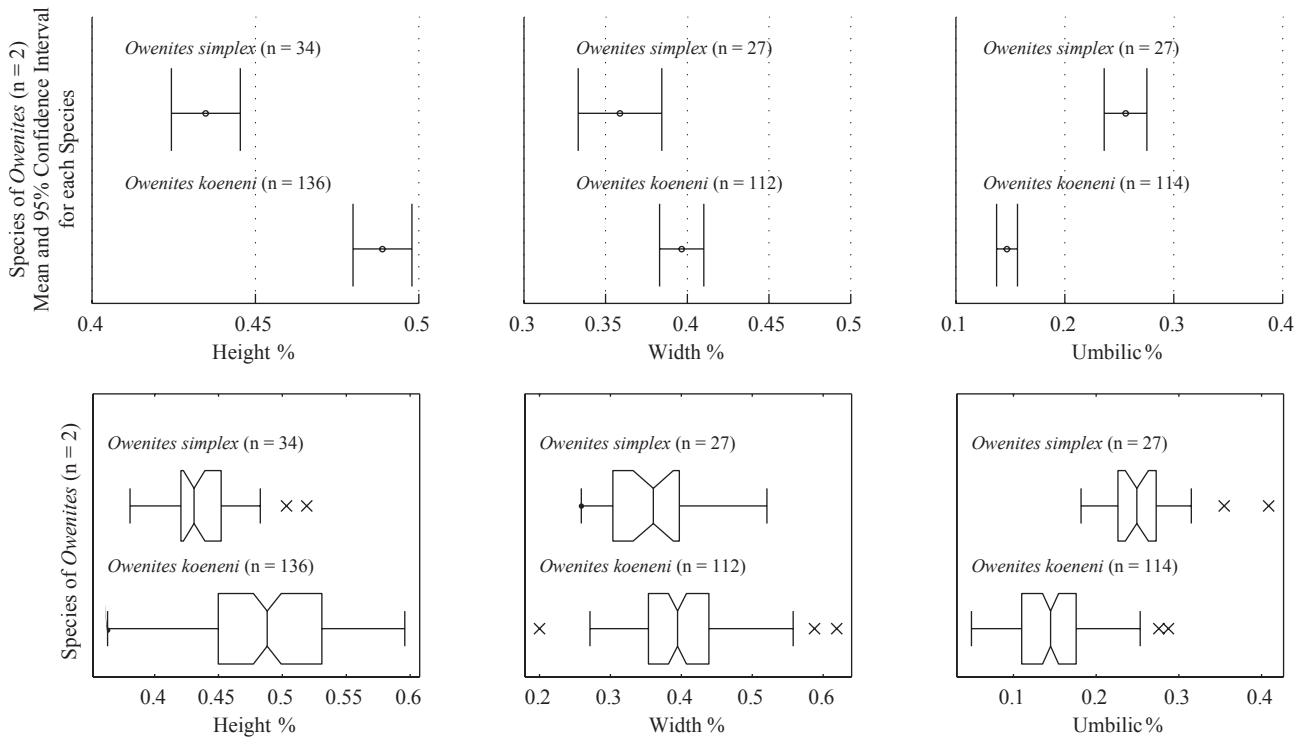 Species of Owenites (n = 2)
Mean and 95% Confidence Interval
for each Species
Owenites simplex (n = 34)
Owenites koeneni (n = 136)
0.4 0.45 0.5
Height %
Owenites simplex (n = 27)
Owenites koeneni (n = 112)
0.3 0.35 0.4 0.45 0.5
Width %
Owenites simplex (n = 27)
Owenites koeneni (n = 114)
0.1 0.2 0.3 0.4
Umbilic %
Species of Owenites (n = 2)
Owenites simplex (n = 34)
Owenites koeneni (n = 136)
0.4 0.45 0.5 0.55 0.6
Height %
Owenites simplex (n = 27)
Owenites koeneni (n = 112)
0.2 0.3 0.4 0.5 0.6
Width %
Owenites simplex (n = 27)
Owenites koeneni (n = 114)
0.1 0.2 0.3 0.4
Umbilic %